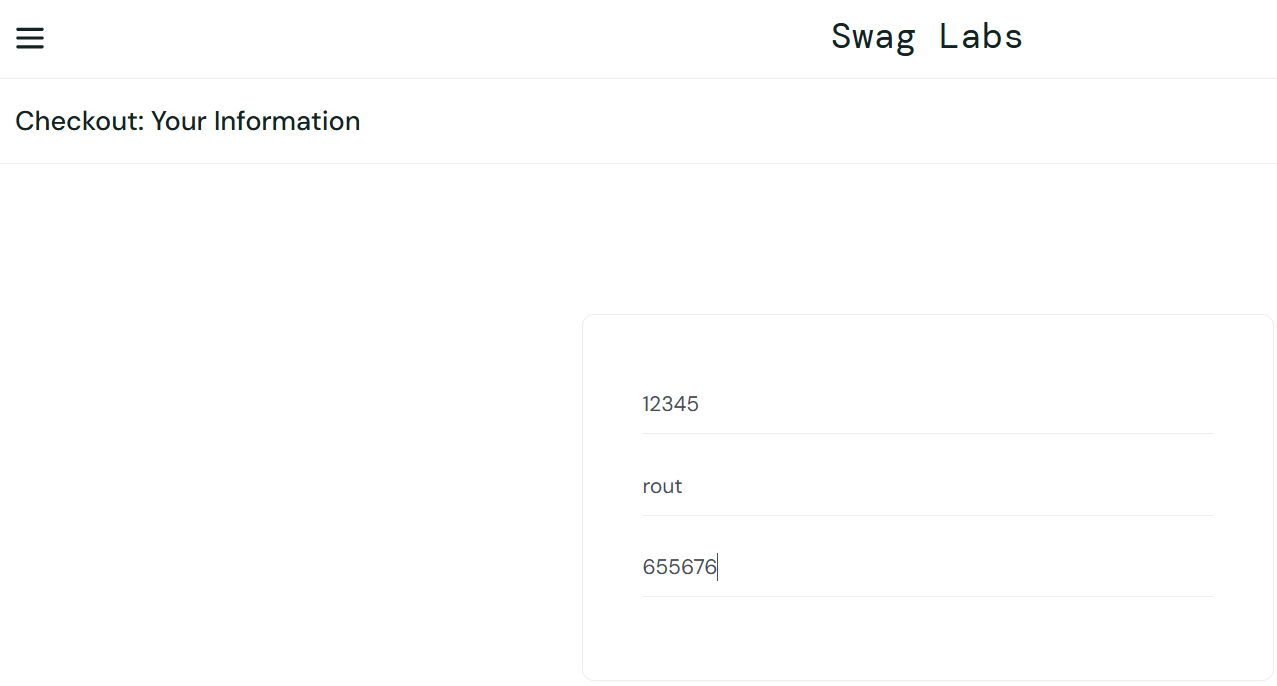 Swag Labs
Checkout: Your Information
12345
rout
655676